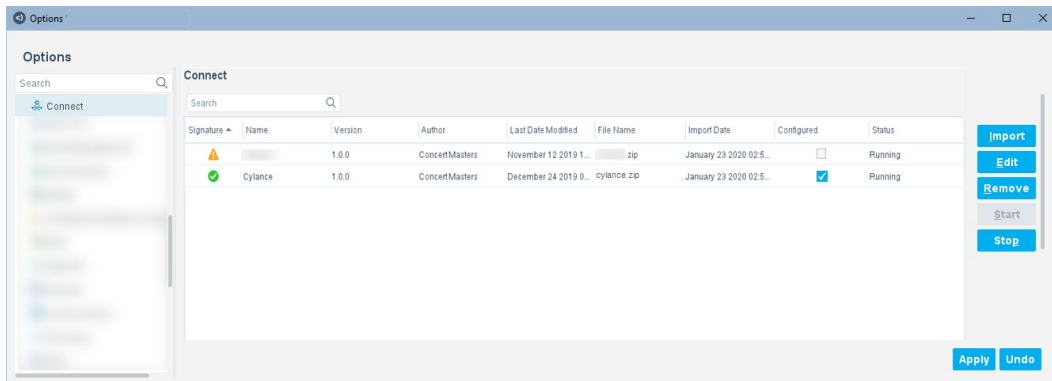 Options
Options
Search
Connect
Connect
Search
Signature Name Version Author Last Date Modified File Name Import Date Configured Status
1.0.0 ConcertMasters November 12 2019 1... .zip January 23 2020 02:5... Running
Cylance 1.0.0 ConcertMasters December 24 2019 0... cylance.zip . January 23 2020 02:5... Running
Import
Edit
Remove
Start
Stop
Apply Undo